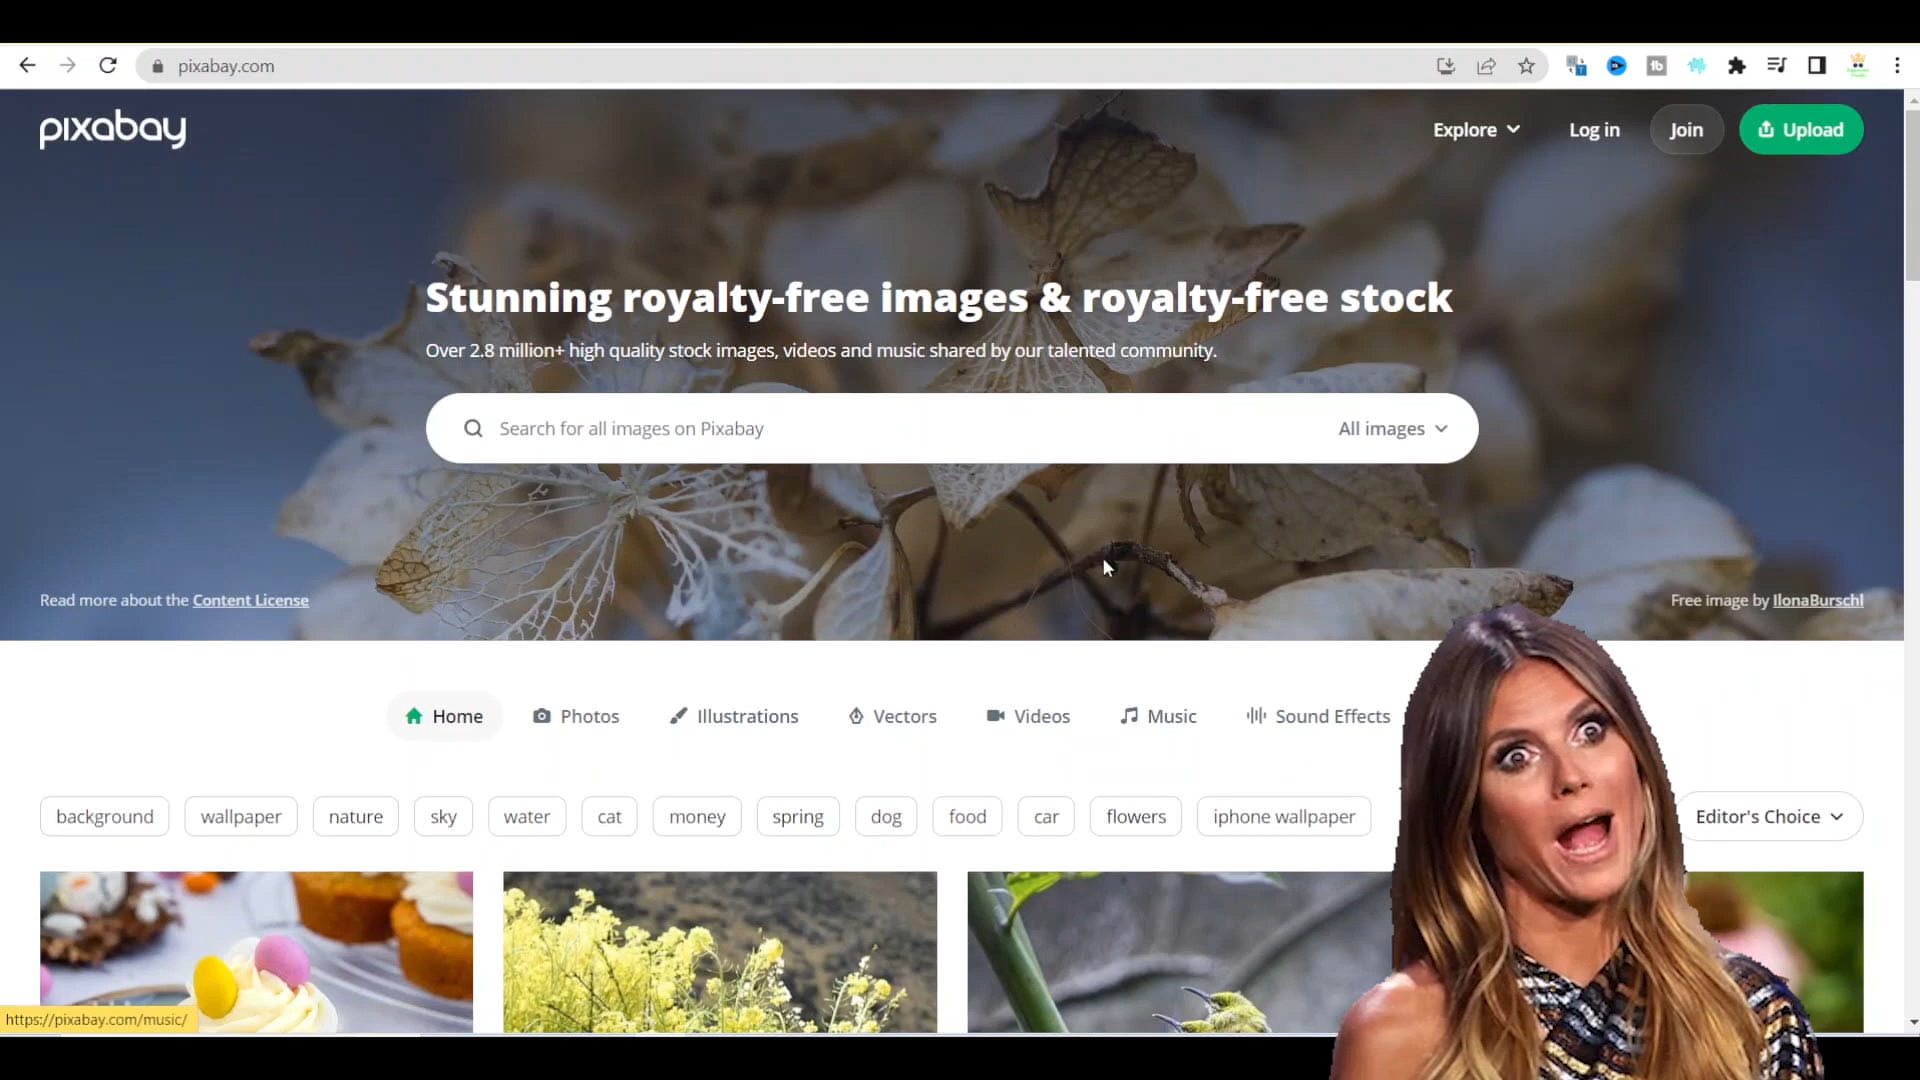 pixabay.com
pixabay
Explore
Log in
Join
Upload
Stunning royalty-free images & royalty-free stock
Over 2.8 million+ high quality stock images, videos and music shared by our talented community.
Search for all images on Pixabay
All images
Read more about the Content License
Free image by IlonaBurschl
Home
Photos
Illustrations
Vectors
Videos
Music
Sound Effects
background
wallpaper
nature
sky
water
cat
money
spring
dog
food
car
flowers
iphone wallpaper
Editor's Choice
https://pixabay.com/music/